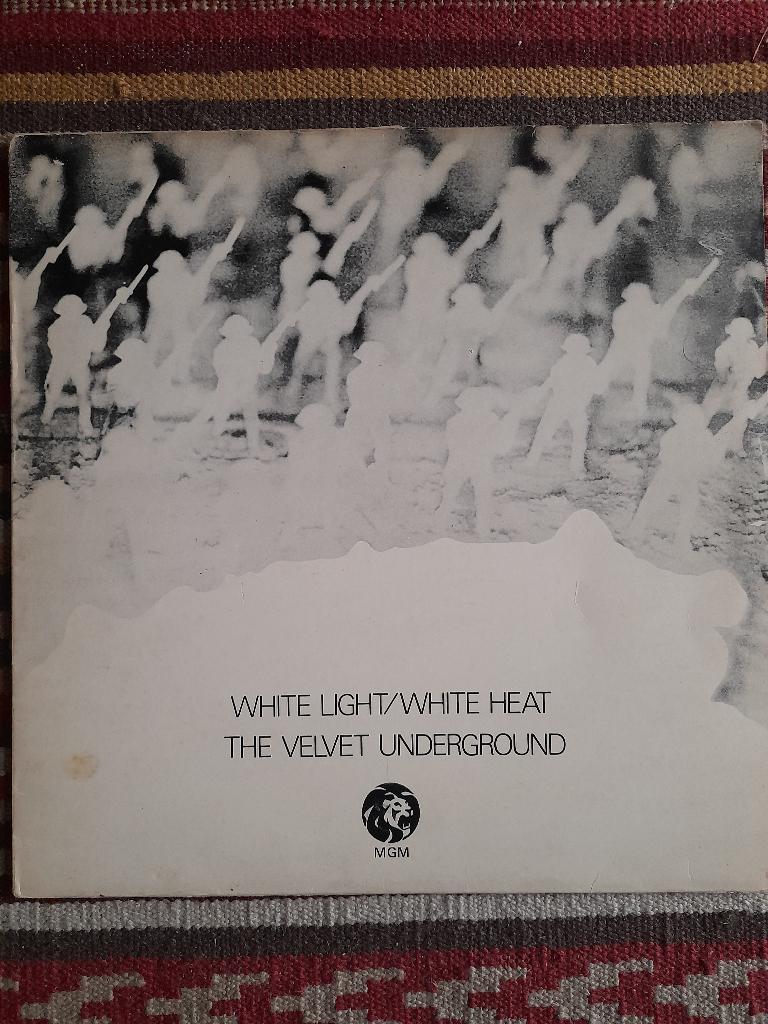 WHITE LIGHT/WHITE HEAT
THE VELVET UNDERGROUND
MGM